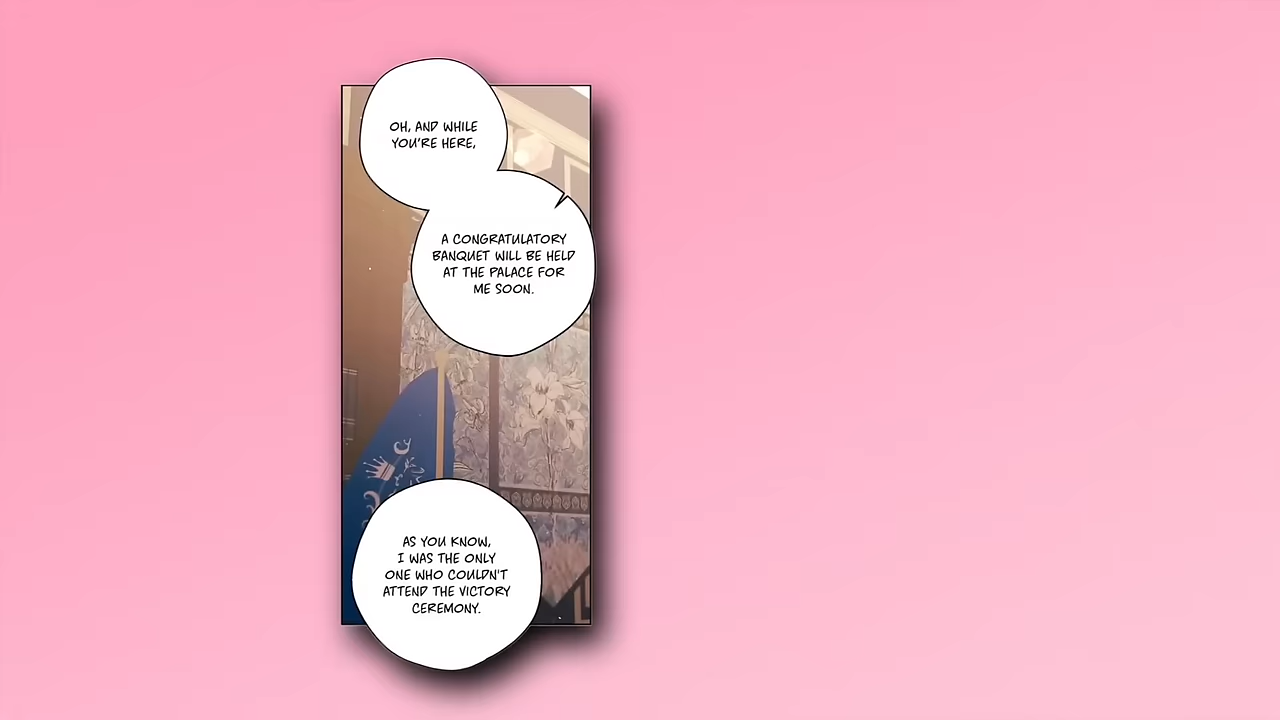 OH, AND WHILE
YOU'RE HERE,
A CONGRATULATORY
BANQUET WILL BE HELD
AT THE PALACE FOR
ME SOON.
AS YOU KNOW,
I WAS THE ONLY
ONE WHO COULDN'T
ATTEND THE VICTORY
CEREMONY.